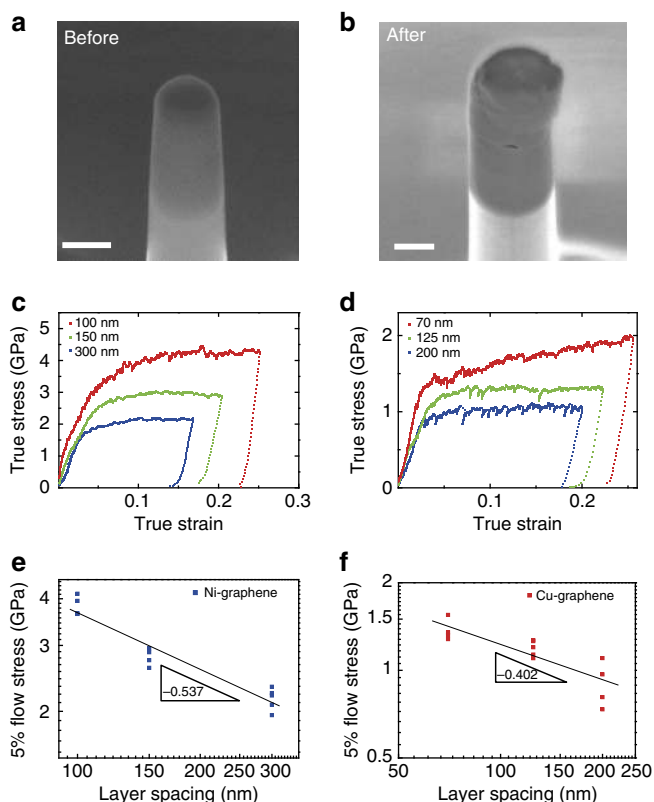 a
Before
b
After
c
True stress (GPa)
5
4
3
2
1
0
100 nm
150 nm
300 nm
0.1
0.2
0.3
True strain
d
True stress (GPa)
2
1
0
70 nm
125 nm
200 nm
0.1
0.2
True strain
e
5% flow stress (GPa)
4
3
2
Ni-graphene
−0.537
100
150
200
250
300
Layer spacing (nm)
f
5% flow stress (GPa)
2
1.5
1
0.5
Cu-graphene
−0.402
50
100
150
200
250
Layer spacing (nm)